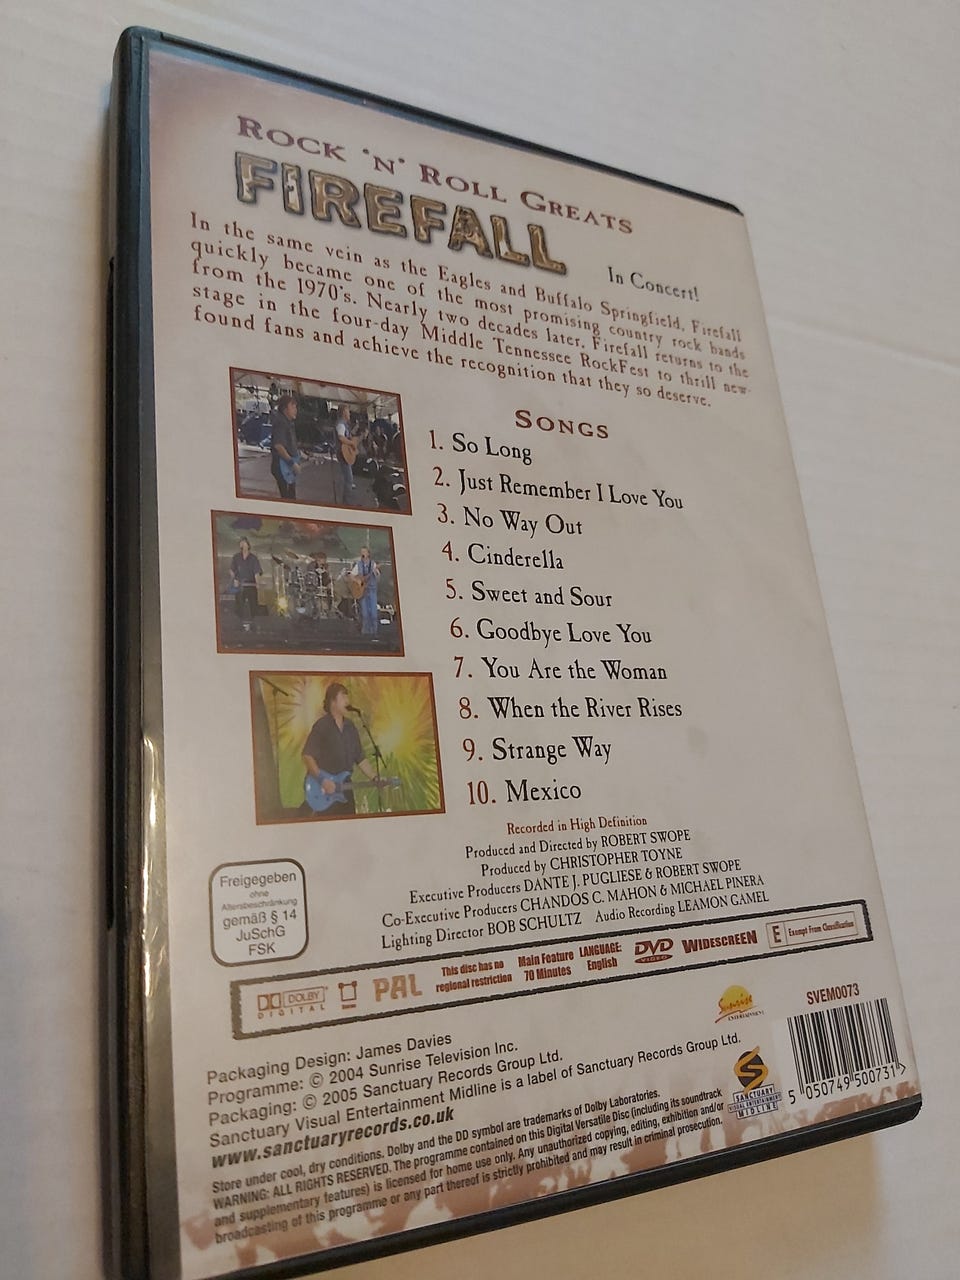 ROCK 'N' ROLL GREATS
FIREFALL
In Concert!
In the same vein as the Eagles and Buffalo Springfield, Firefall
quickly became one of the most promising country rock bands
from the 1970's. Nearly two decades later, Firefall returns to the
stage in the four-day Middle Tennessee RockFest to thrill new-
found fans and achieve the recognition that they so deserve.
SONGS
1. So Long
2. Just Remember I Love You
3. No Way Out
4. Cinderella
5. Sweet and Sour
6. Goodbye Love You
7. You Are the Woman
8. When the River Rises
9. Strange Way
10. Mexico
Recorded in High Definition
Produced and Directed by ROBERT SWOPE
Produced by CHRISTOPHER TOYNE
Executive Producers DANTE J. PUGLIESE & ROBERT SWOPE
Co-Executive Producers CHANDOS C. MAHON & MICHAEL PINERA
Lighting Director BOB SCHULTZ Audio Recording LEAMON GAMEL
Freigegeben
ohne
Altersbeschränkung
gemäß § 14
JuSchG
FSK
DOLBY
DIGITAL
PAL
This disc has no
regional restriction
Main Feature
70 Minutes
LANGUAGE:
English
DVD
VIDEO
WIDESCREEN
E Exempt From Classification
Sunrise
ENTERTAINMENT
SVEM0073
Packaging Design: James Davies
Programme: © 2004 Sunrise Television Inc.
Packaging: © 2005 Sanctuary Records Group Ltd.
Sanctuary Visual Entertainment Midline is a label of Sanctuary Records Group Ltd.
www.sanctuaryrecords.co.uk
SANCTUARY
VISUAL ENTERTAINMENT
MIDLINE
5 050749 500731 >
Store under cool, dry conditions. Dolby and the DD symbol are trademarks of Dolby Laboratories.
WARNING: ALL RIGHTS RESERVED. The programme contained on this Digital Versatile Disc (including its soundtrack
and supplementary features) is licensed for home use only. Any unauthorized copying, editing, exhibition and/or
broadcasting of this programme or any part thereof is strictly prohibited and may result in criminal prosecution.